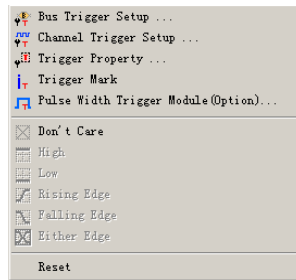 Bus Trigger Setup ...
Channel Trigger Setup ...
Trigger Property ...
Trigger Mark
Pulse Width Trigger Module(Option)...
Don't Care
High
Low
Rising Edge
Falling Edge
Either Edge
Reset